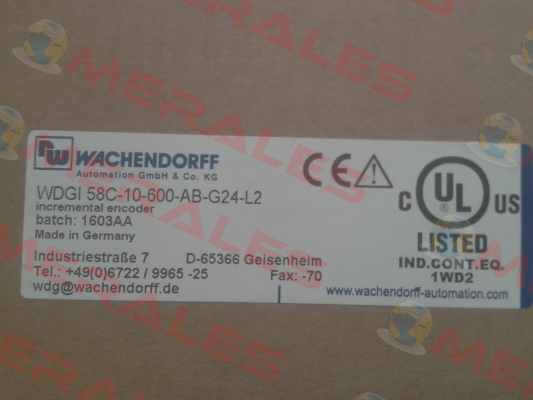 MERALES
MERALES
MERALES
WACHENDORFF
Automation GmbH & Co. KG
WDGI 58C-10-600-AB-G24-L2
incremental encoder
batch: 1603AA
Made in Germany
Industriestraße 7 D-65366 Geisenheim
Tel.: +49(0)6722 / 9965 -25 Fax: -70
wdg@wachendorff.de
CE
C UL US
®
LISTED
IND.CONT.EQ.
1WD2
www.wachendorff-automation.com
MERALES
MERALES